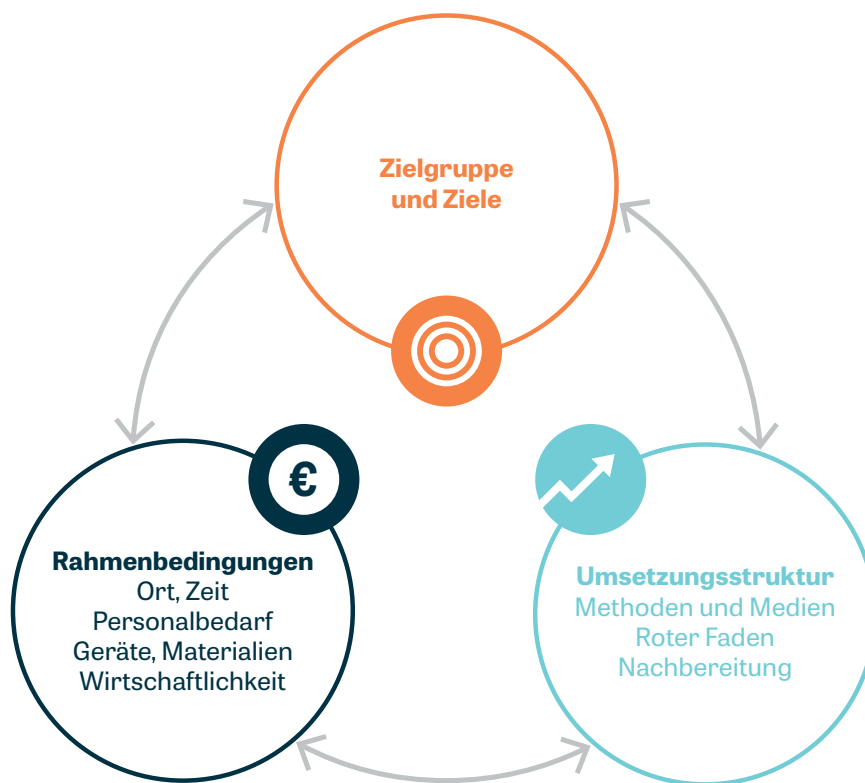 Zielgruppe
und Ziele
€
Rahmenbedingungen
Ort, Zeit
Personalbedarf
Geräte, Materialien
Wirtschaftlichkeit
Umsetzungsstruktur
Methoden und Medien
Roter Faden
Nachbereitung